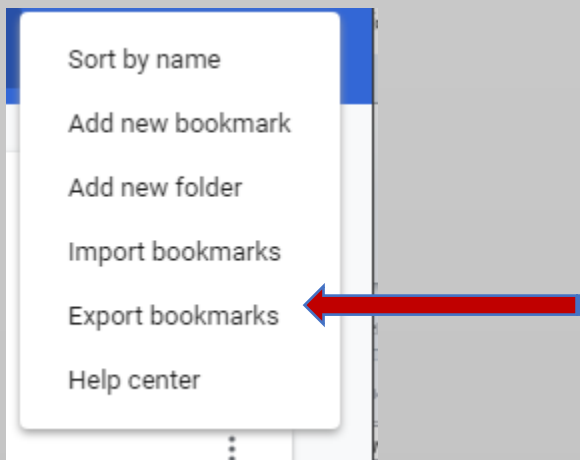 Sort by name
Add new bookmark
Add new folder
Import bookmarks
Export bookmarks
Help center